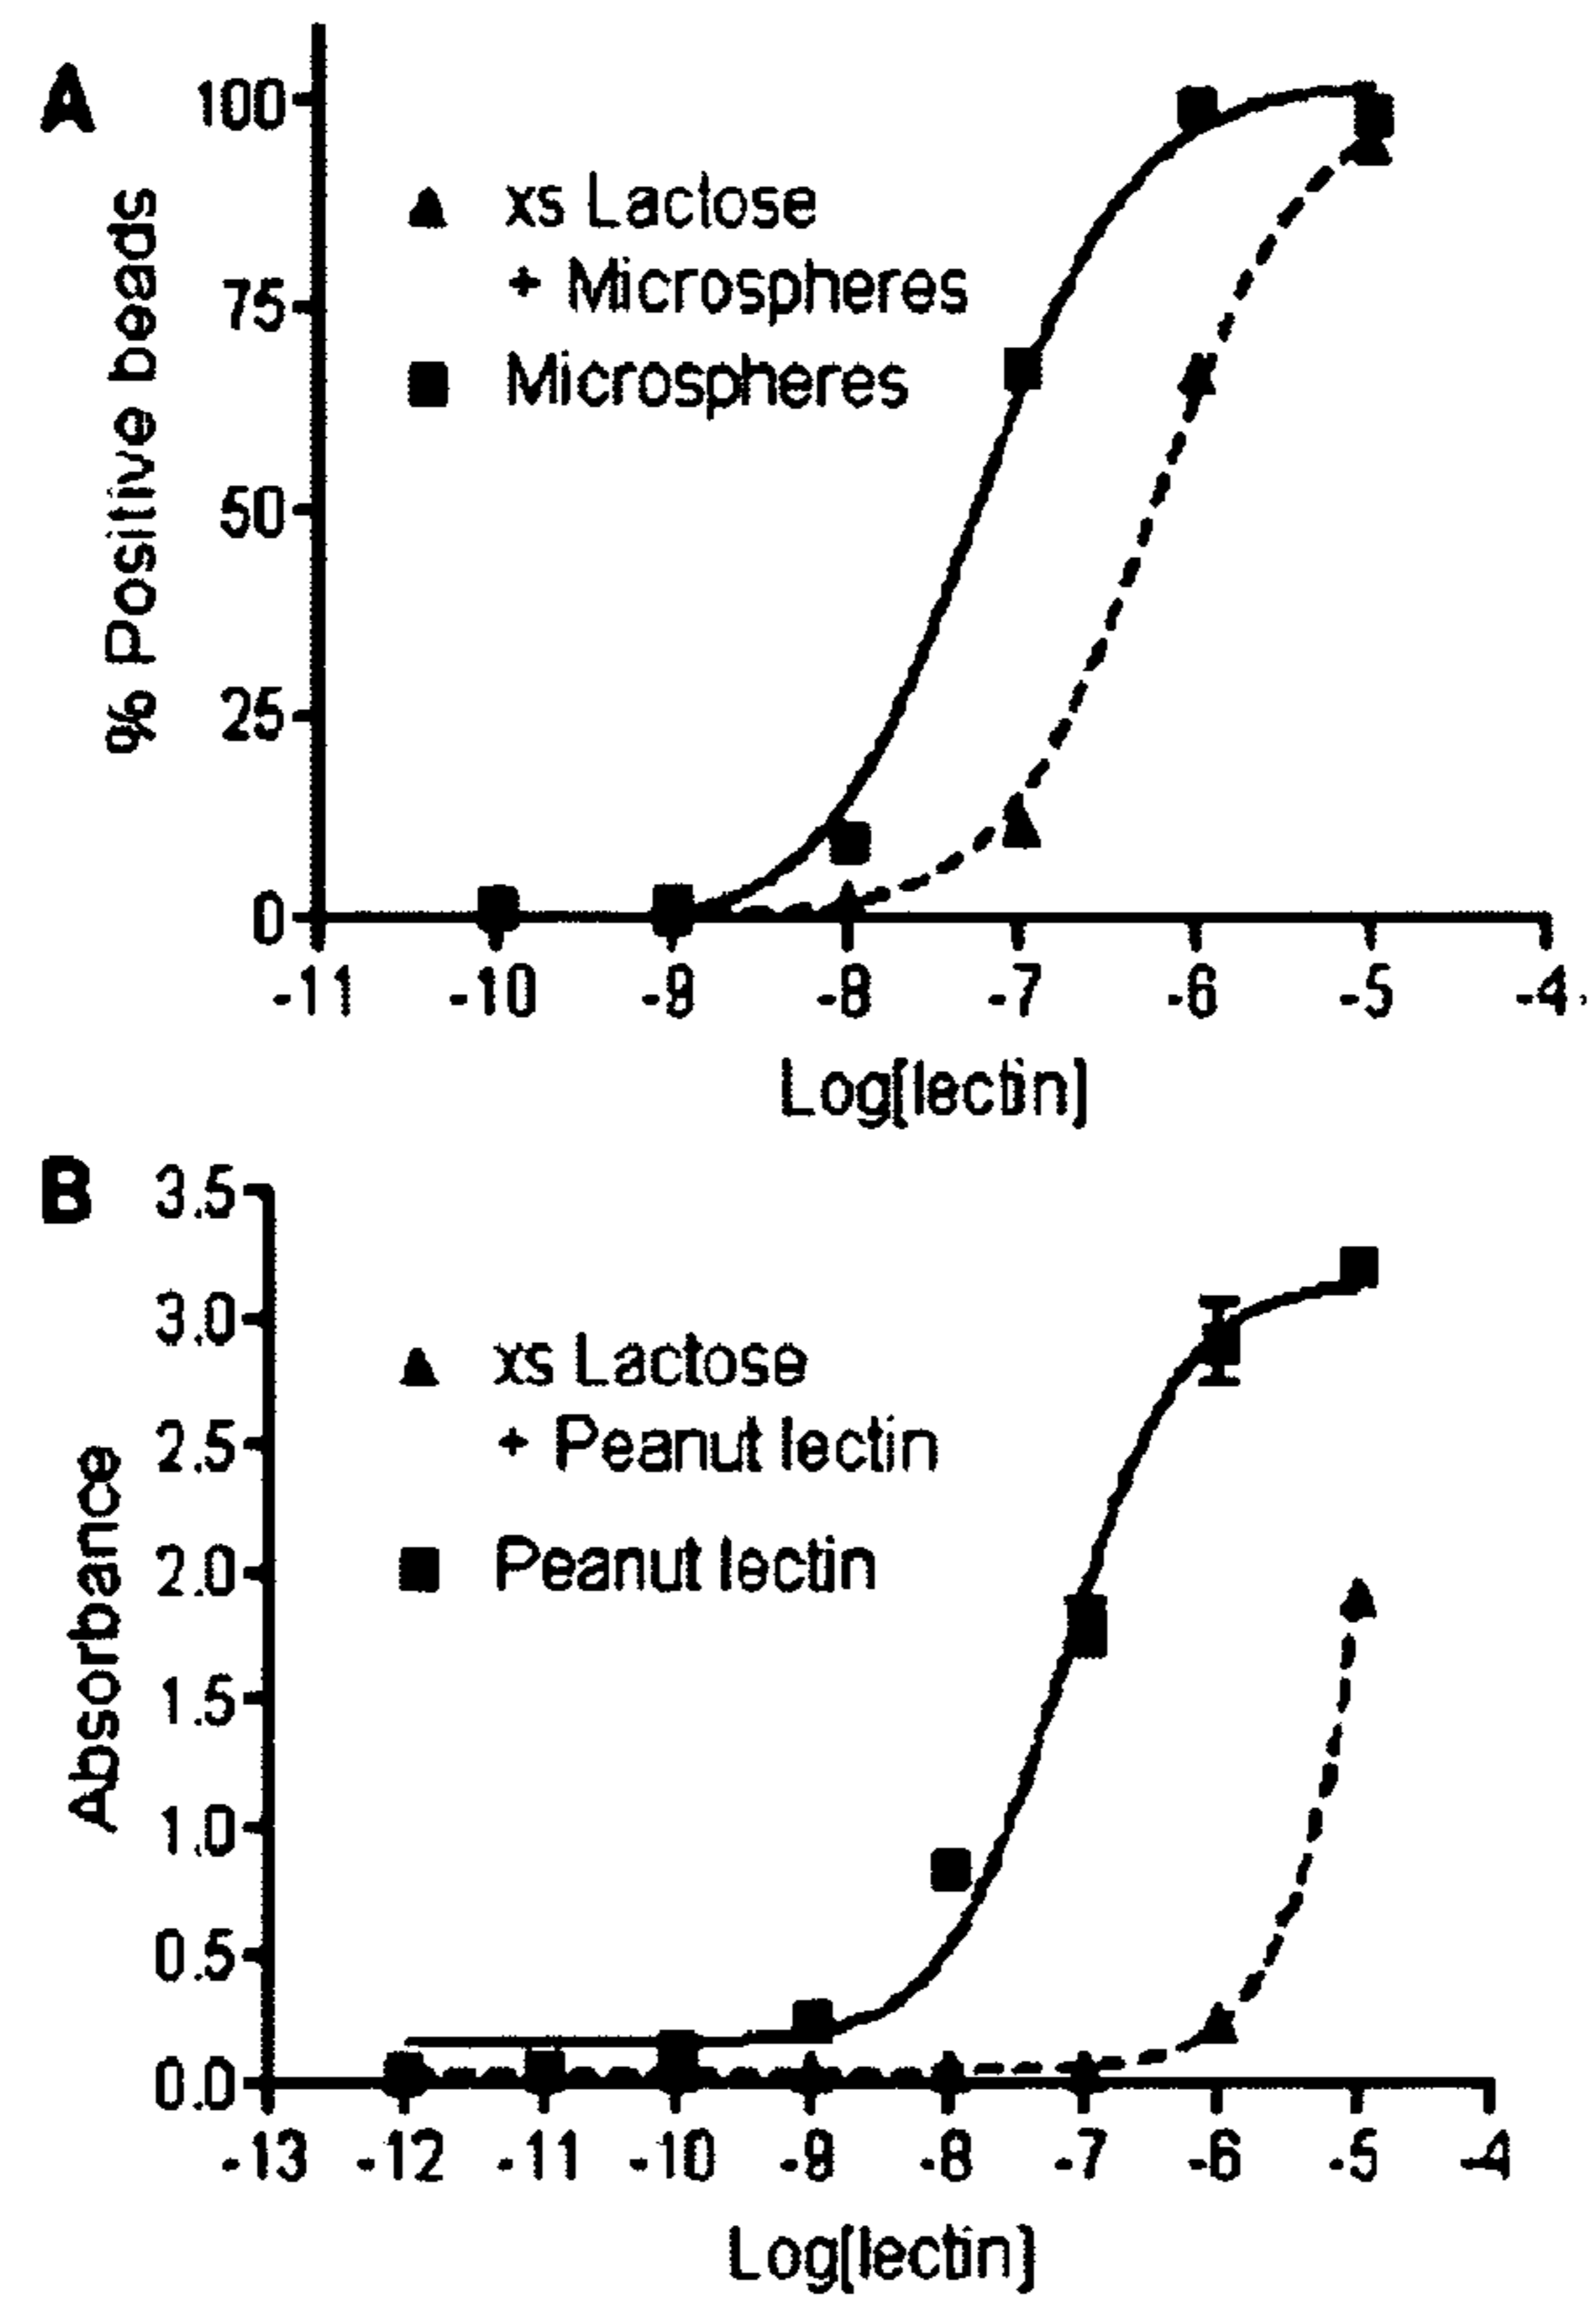 A
100
75
50
25
0
% Positive beads
xs Lactose
+ Microspheres
Microspheres
-11 -10 -9 -8 -7 -6 -5 -4
Log[lectin]
B
3.5
3.0
2.5
2.0
1.5
1.0
0.5
0.0
Absorbance
xs Lactose
+ Peanut lectin
Peanut lectin
-13 -12 -11 -10 -9 -8 -7 -6 -5 -4
Log[lectin]